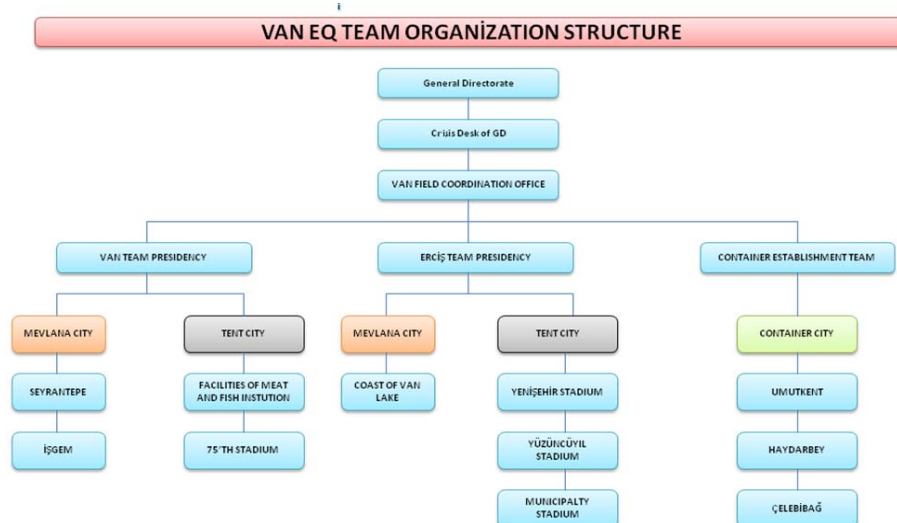 i
VAN EQ TEAM ORGANİZATION STRUCTURE
General Directorate
Crisis Desk of GD
VAN FIELD COORDINATION OFFICE
VAN TEAM PRESIDENCY
ERCİŞ TEAM PRESIDENCY
CONTAINER ESTABLISHMENT TEAM
MEVLANA CITY
TENT CITY
MEVLANA CITY
TENT CITY
CONTAINER CITY
SEYRANTEPE
FACILITIES OF MEAT
AND FISH INSTUTION
COAST OF VAN
LAKE
YENİŞEHİR STADIUM
UMUTKENT
İŞGEM
75'TH STADIUM
YÜZÜNCÜYIL
STADIUM
HAYDARBEY
MUNICIPALTY
STADIUM
ÇELEBİBAĞ